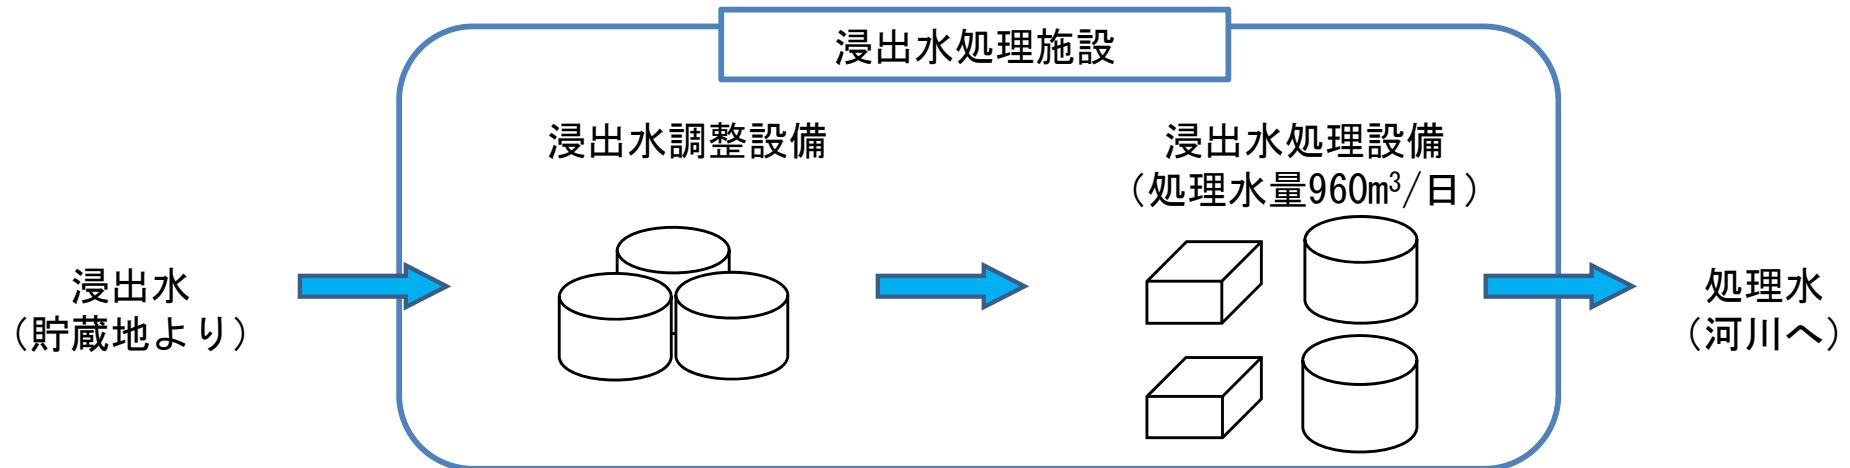 浸出水処理施設
浸出水調整設備
浸出水処理設備
（処理水量960m³/日）
浸出水
（貯蔵地より）
処理水
（河川へ）